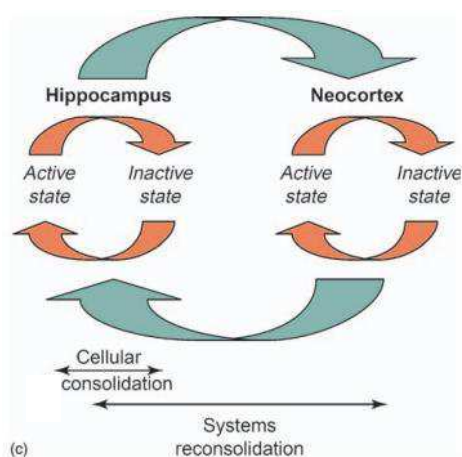 Hippocampus
Neocortex
Active
state
Inactive
state
Active
state
Inactive
state
Cellular
consolidation
Systems
reconsolidation
(c)